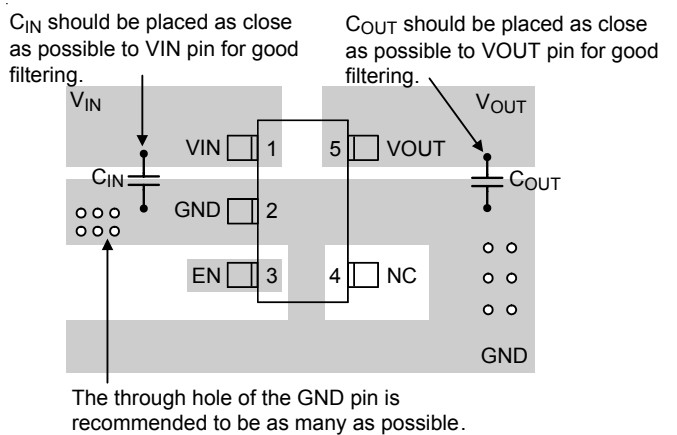 CIN should be placed as close
as possible to VIN pin for good
filtering.
COUT should be placed as close
as possible to VOUT pin for good
filtering.
VIN
VOUT
VIN 1
5 VOUT
CIN
COUT
GND 2
EN 3
4 NC
GND
The through hole of the GND pin is
recommended to be as many as possible.